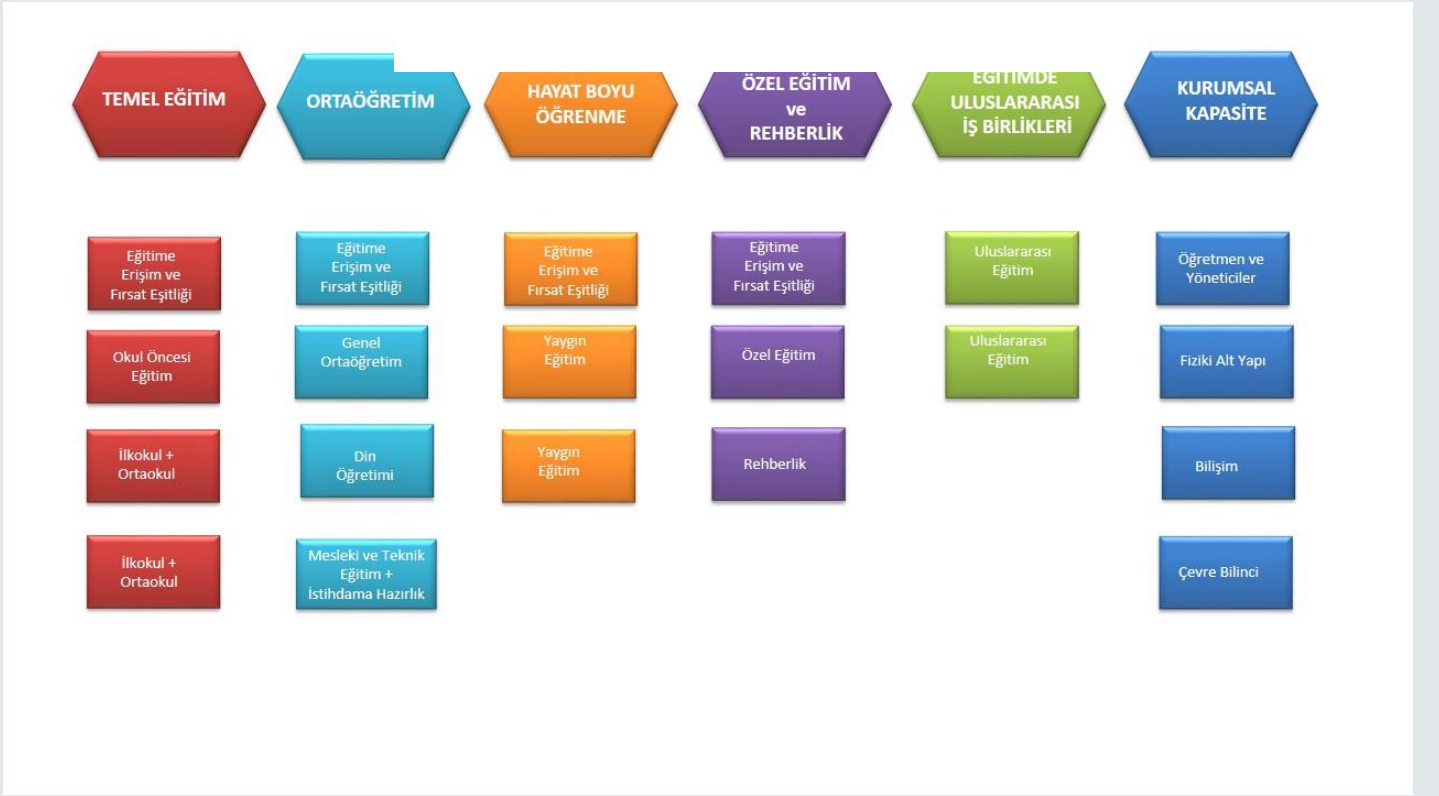 TEMEL EĞİTİM
ORTAÖĞRETİM
HAYAT BOYU
ÖĞRENME
ÖZEL EĞİTİM
ve
REHBERLİK
EĞİTİMDE
ULUSLARARASI
İŞ BİRLİKLERİ
KURUMSAL
KAPASİTE
Eğitime
Erişim ve
Fırsat Eşitliği
Eğitime
Erişim ve
Fırsat Eşitliği
Eğitime
Erişim ve
Fırsat Eşitliği
Eğitime
Erişim ve
Fırsat Eşitliği
Uluslararası
Eğitim
Öğretmen ve
Yöneticiler
Okul Öncesi
Eğitim
Genel
Ortaöğretim
Yaygın
Eğitim
Özel Eğitim
Uluslararası
Eğitim
Fiziki Alt Yapı
İlkokul +
Ortaokul
Din
Öğretimi
Yaygın
Eğitim
Rehberlik
Bilişim
İlkokul +
Ortaokul
Mesleki ve Teknik
Eğitim +
İstihdama Hazırlık
Çevre Bilinci